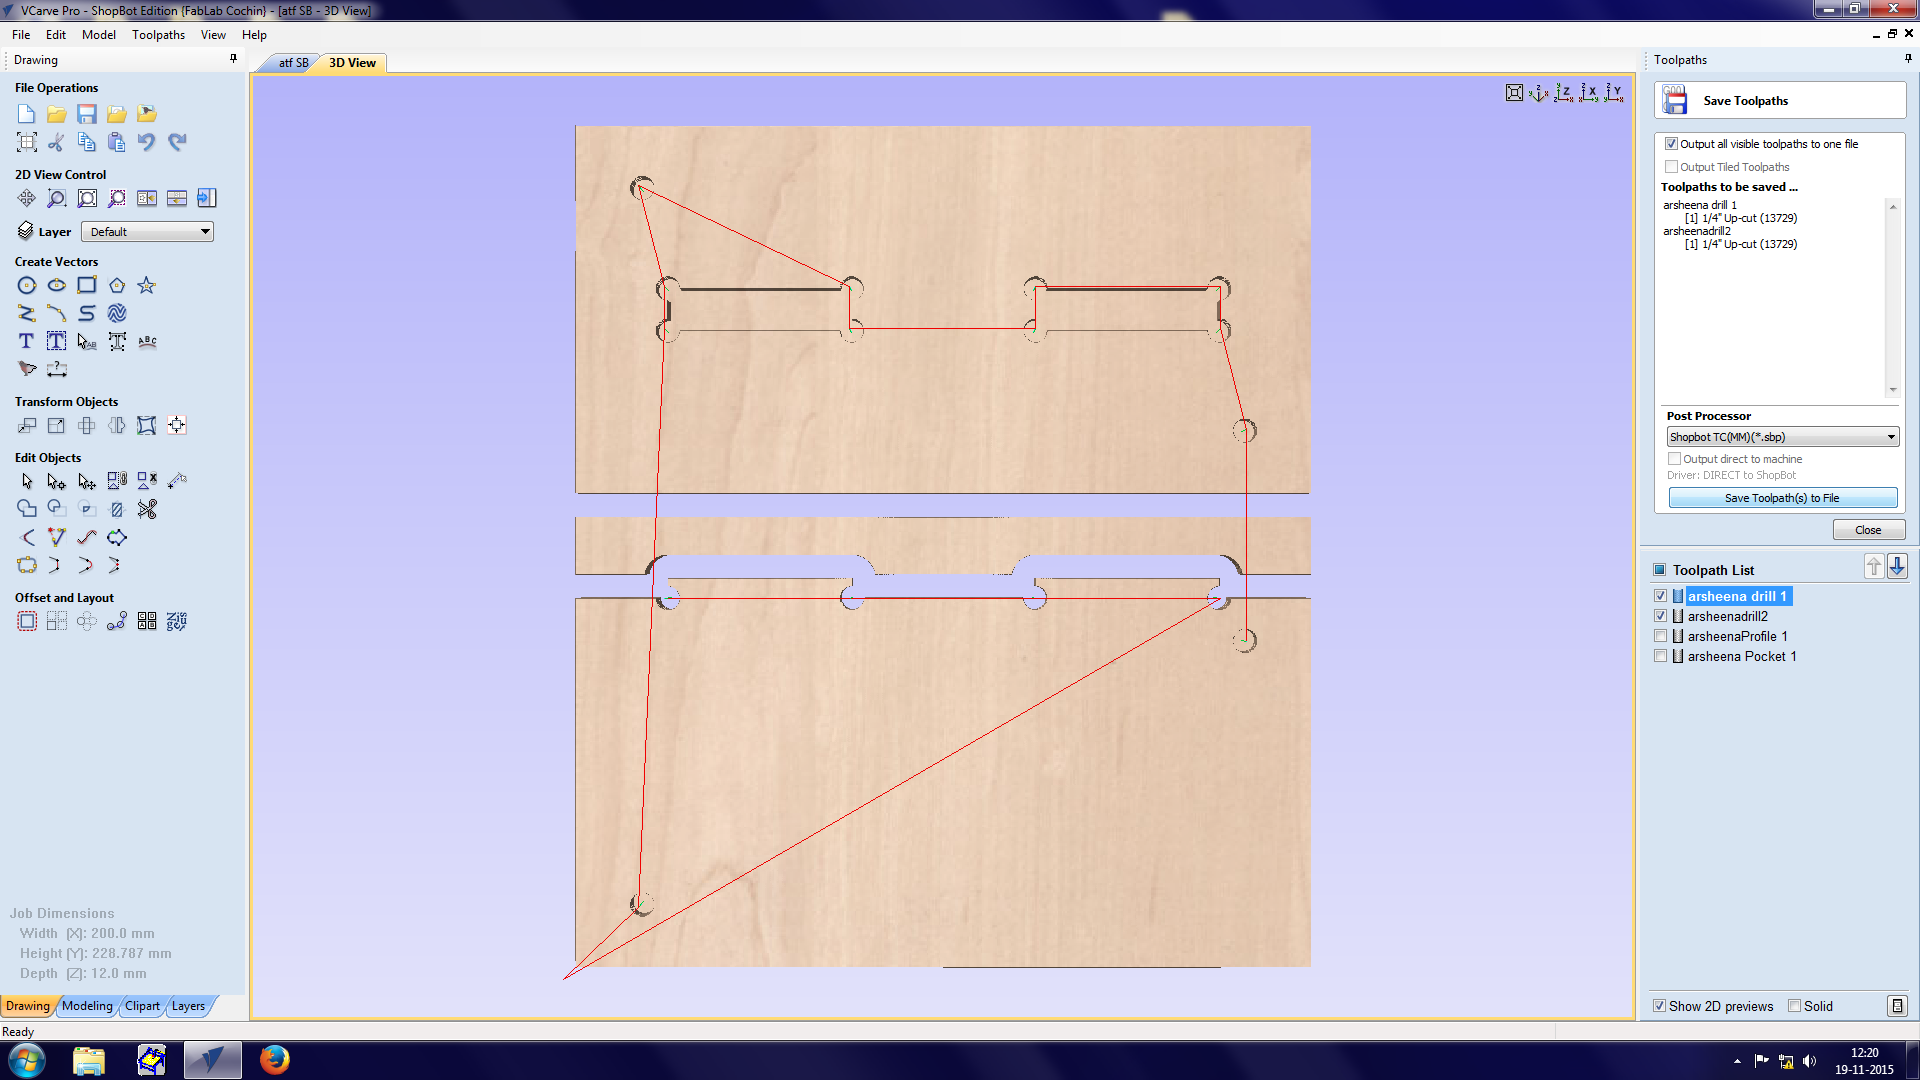 VCarve Pro - ShopBot Edition {FabLab Cochin} - [atf SB - 3D View]
File Edit Model Toolpaths View Help
Drawing
File Operations
2D View Control
Layer Default
Create Vectors
Transform Objects
Edit Objects
Offset and Layout
Job Dimensions
Width (X): 200.0 mm
Height (Y): 228.787 mm
Depth (Z): 12.0 mm
Drawing Modeling Clipart Layers
Ready
atf SB 3D View
Toolpaths
Save Toolpaths
Output all visible toolpaths to one file
Output Tiled Toolpaths
Toolpaths to be saved ...
arsheena drill 1
[1] 1/4" Up-cut (13729)
arsheenadrill2
[1] 1/4" Up-cut (13729)
Post Processor
Shopbot TC(MM)(*.sbp)
Output direct to machine
Driver: DIRECT to ShopBot
Save Toolpath(s) to File
Close
Toolpath List
arsheena drill 1
arsheenadrill2
arsheenaProfile 1
arsheena Pocket 1
Show 2D previews Solid
12:20
19-11-2015